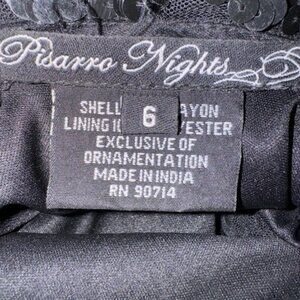 Pisarro Nights
6
SHELL
LINING
EXCLUSIVE OF
ORNAMENTATION
MADE IN INDIA
RN 90714